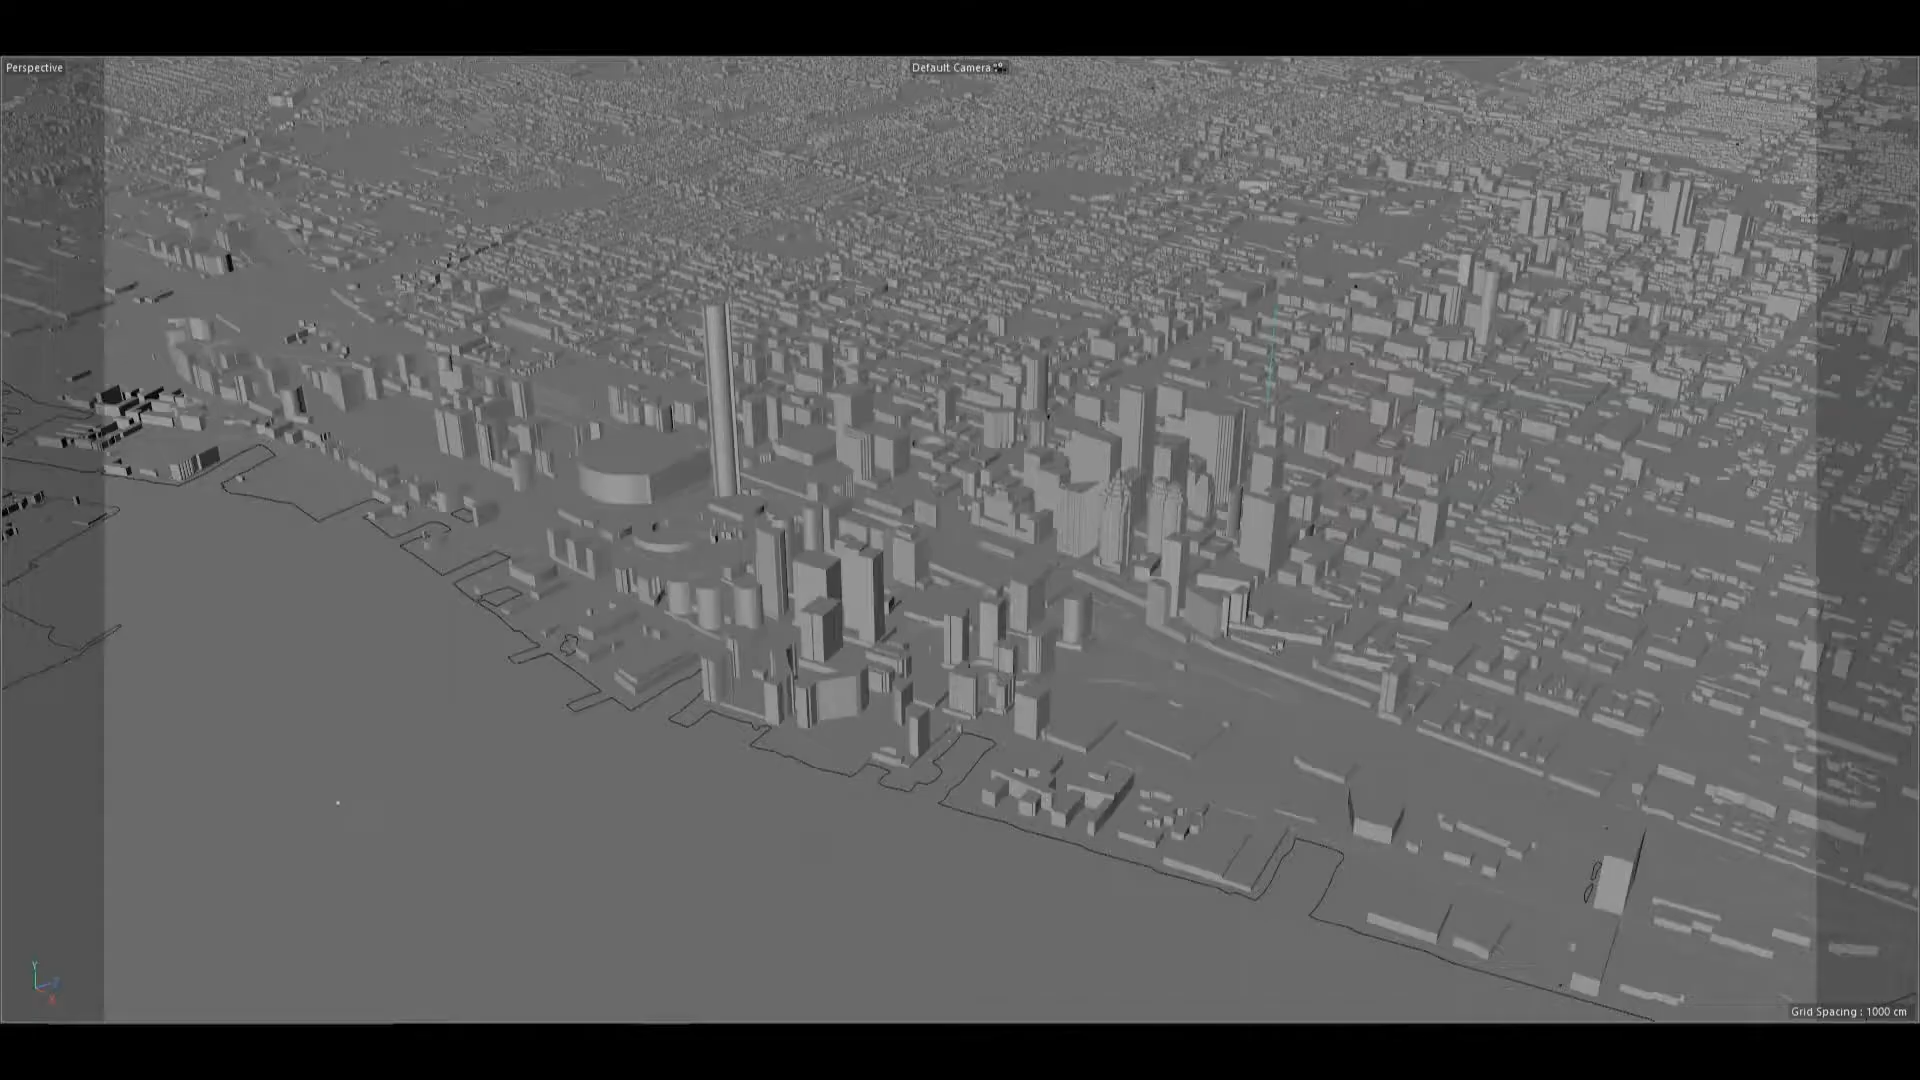 Perspective
Default Camera
Y
Z
X
Grid Spacing : 1000 cm